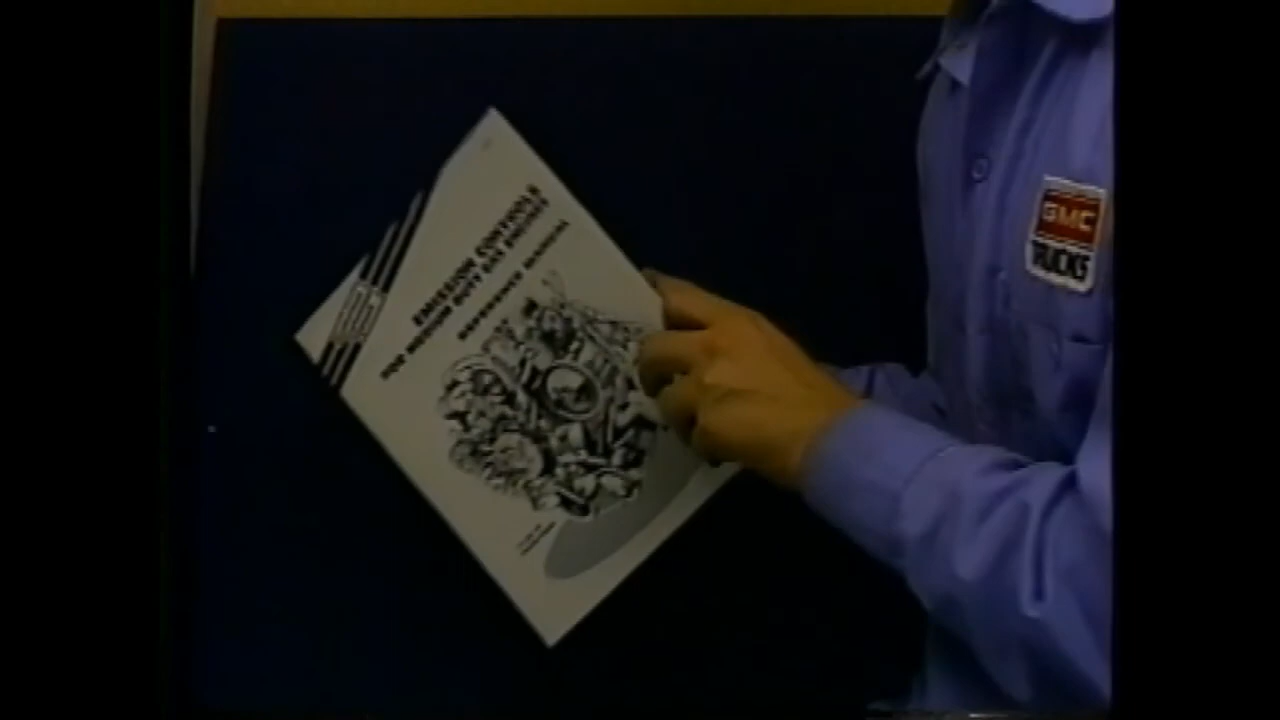 EMISSION CONTROLS
FOR MEDIUM DUTY GAS ENGINES
REFERENCE MANUAL
GMC
TRUCKS